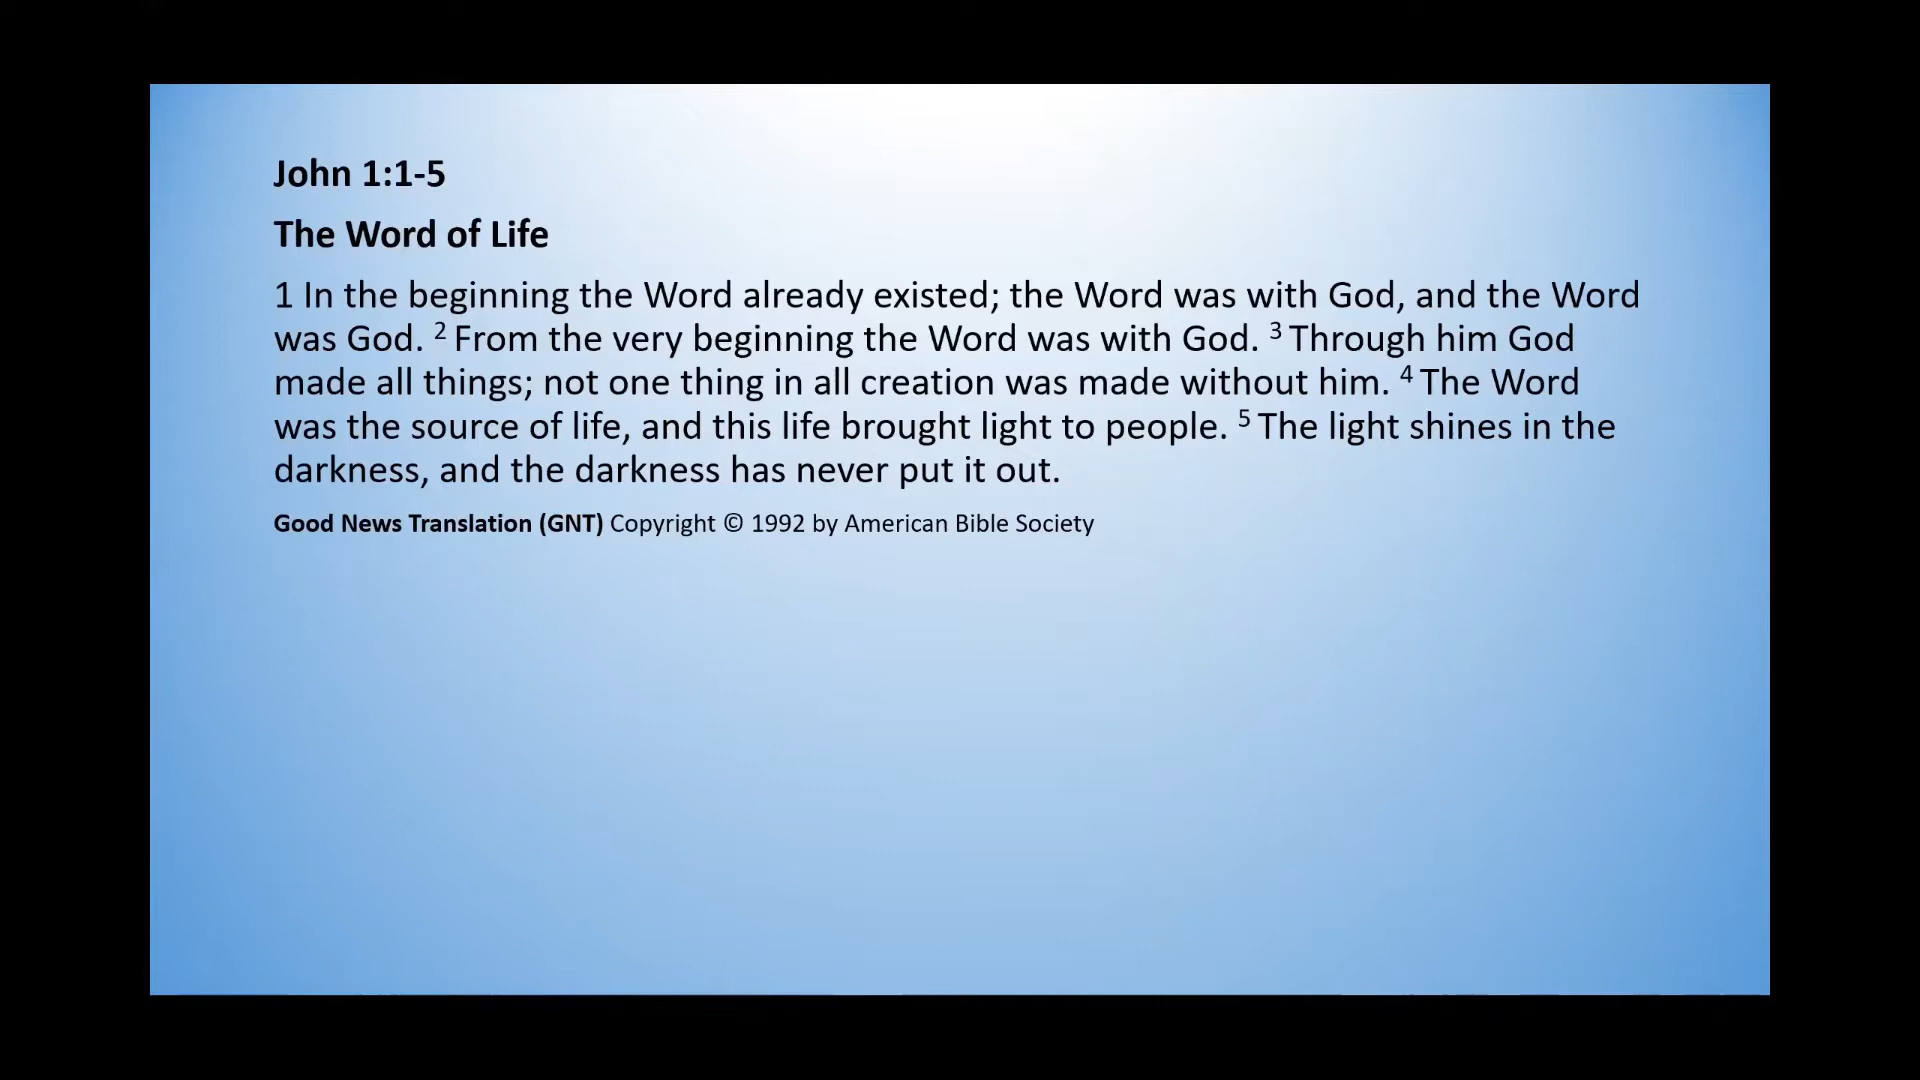 John 1:1-5
The Word of Life
1 In the beginning the Word already existed; the Word was with God, and the Word
was God. 2 From the very beginning the Word was with God. 3 Through him God
made all things; not one thing in all creation was made without him. 4 The Word
was the source of life, and this life brought light to people. 5 The light shines in the
darkness, and the darkness has never put it out.
Good News Translation (GNT) Copyright © 1992 by American Bible Society